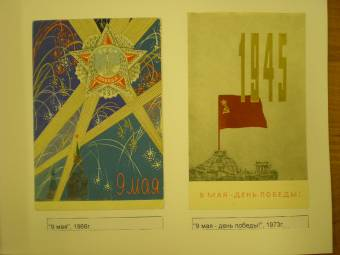 9 мая
1945
9 МАЯ-ДЕНЬ ПОБЕДЫ!
"9 мая", 1966г
"9 мая - день победы!", 1973г